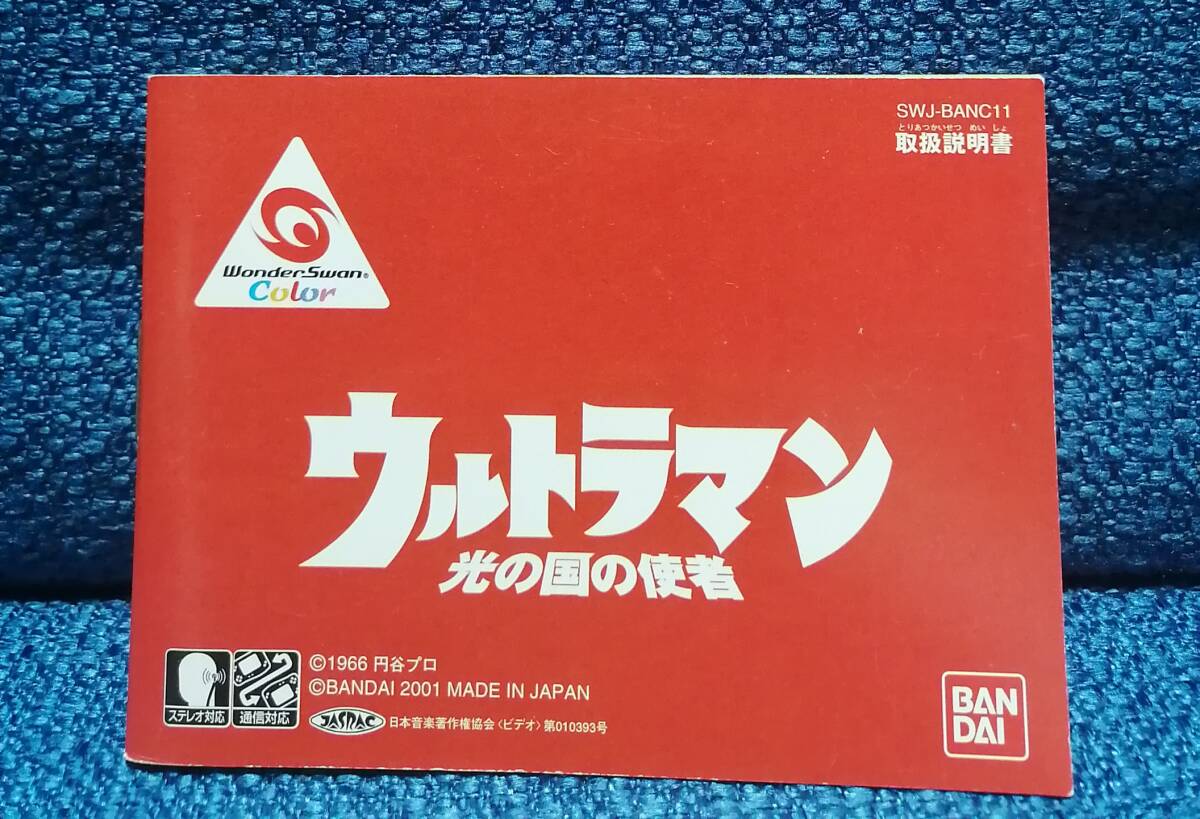 SWJ-BANC11
とりあつかいせつ めい しょ
取扱説明書
WonderSwan®
Color
ウルトラマン
光の国の使者
ステレオ対応
通信対応
©1966 円谷プロ
©BANDAI 2001 MADE IN JAPAN
JASRAC
日本音楽著作権協会〈ビデオ〉第010393号
BAN
DAI